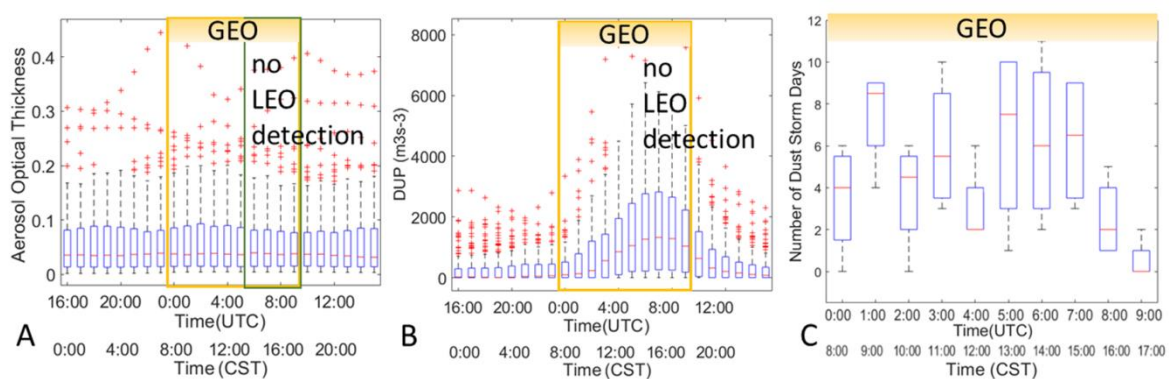 GEO
no
LEO
detection
Aerosol Optical Thickness
0.4
0.3
0.2
0.1
0
16:00 20:00 0:00 4:00 8:00 12:00
Time(UTC)
A
0:00 4:00 8:00 12:00 16:00 20:00
Time (CST)
GEO
no
LEO
detection
DUP (m3s-3)
8000
6000
4000
2000
0
16:00 20:00 0:00 4:00 8:00 12:00
Time(UTC)
B
0:00 4:00 8:00 12:00 16:00 20:00
Time (CST)
GEO
Number of Dust Storm Days
12
10
8
6
4
2
0
0:00 1:00 2:00 3:00 4:00 5:00 6:00 7:00 8:00 9:00
Time(UTC)
C
8:00 9:00 10:00 11:00 12:00 13:00 14:00 15:00 16:00 17:00
Time (CST)